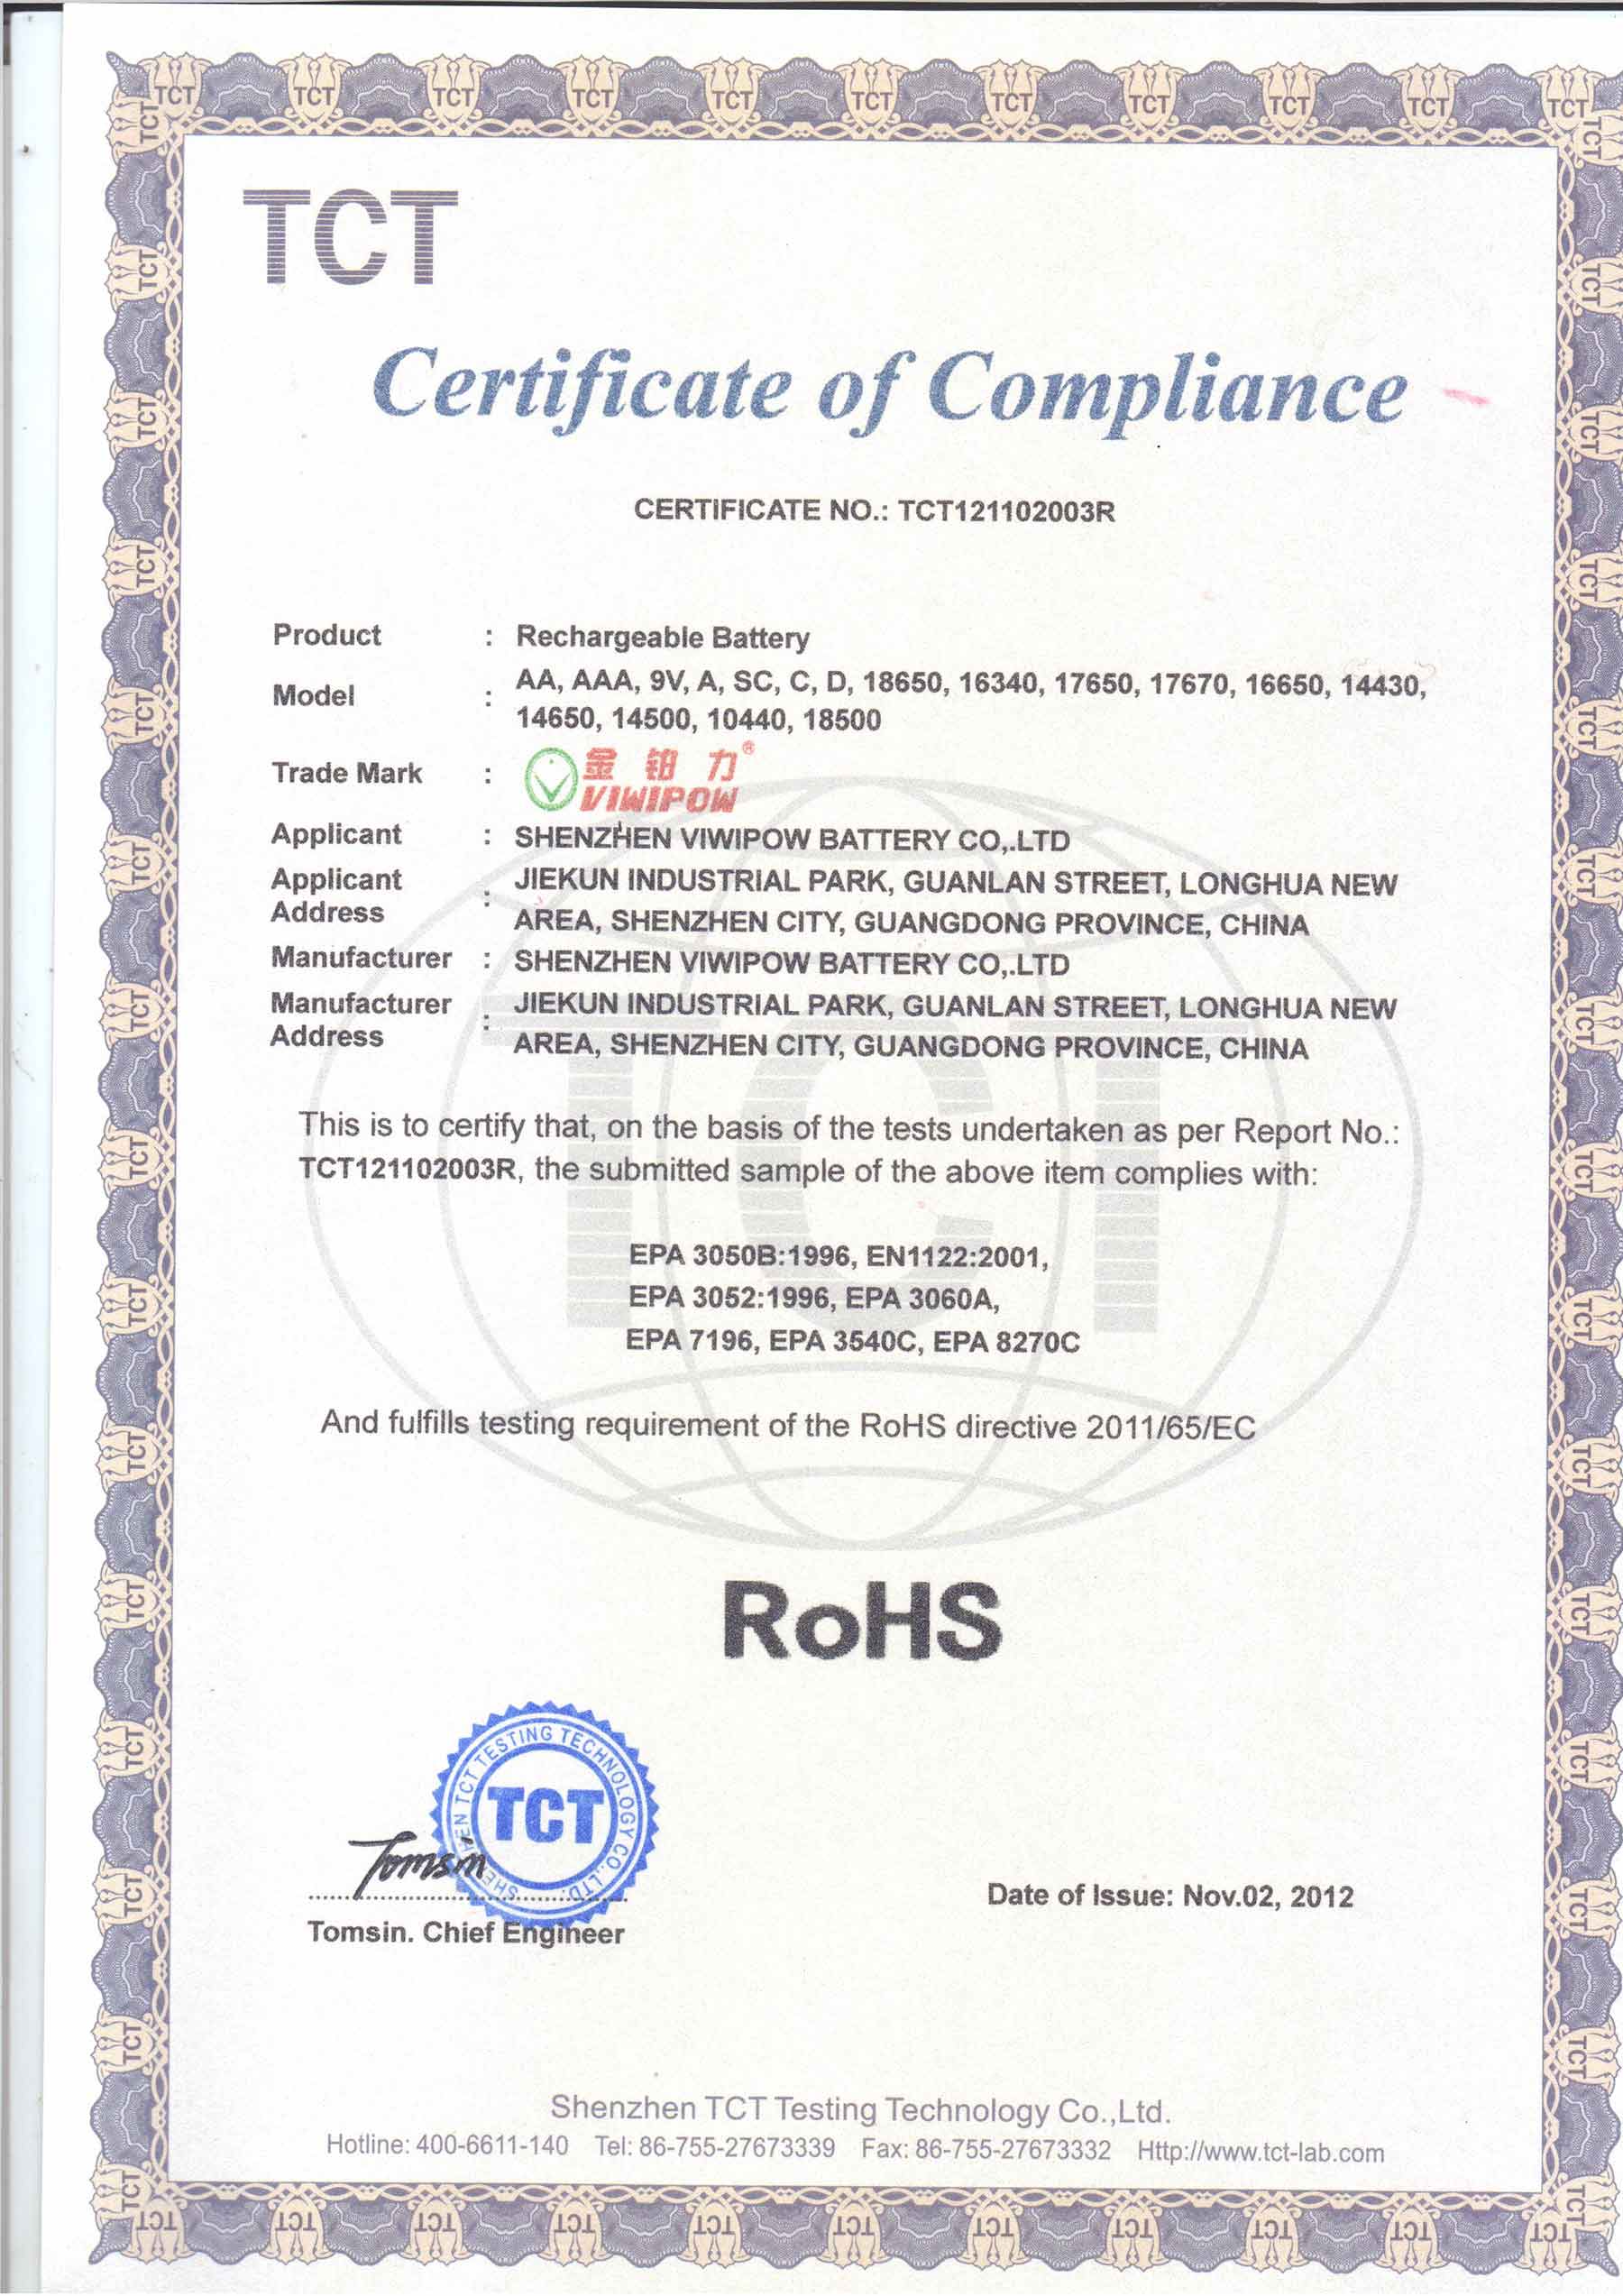 TCT
Certificate of Compliance
CERTIFICATE NO.: TCT121102003R
Product : Rechargeable Battery
Model : AA, AAA, 9V, A, SC, C, D, 18650, 16340, 17650, 17670, 16650, 14430,
14650, 14500, 10440, 18500
Trade Mark : 金钼力®
VIWIPOW
Applicant : SHENZHEN VIWIPOW BATTERY CO,.LTD
Applicant Address : JIEKUN INDUSTRIAL PARK, GUANLAN STREET, LONGHUA NEW
AREA, SHENZHEN CITY, GUANGDONG PROVINCE, CHINA
Manufacturer : SHENZHEN VIWIPOW BATTERY CO,.LTD
Manufacturer Address : JIEKUN INDUSTRIAL PARK, GUANLAN STREET, LONGHUA NEW
AREA, SHENZHEN CITY, GUANGDONG PROVINCE, CHINA
This is to certify that, on the basis of the tests undertaken as per Report No.:
TCT121102003R, the submitted sample of the above item complies with:
EPA 3050B:1996, EN1122:2001,
EPA 3052:1996, EPA 3060A,
EPA 7196, EPA 3540C, EPA 8270C
And fulfills testing requirement of the RoHS directive 2011/65/EC
RoHS
SHENZHEN TCT TESTING TECHNOLOGY CO.,LTD.
TCT
Tomsin
Tomsin. Chief Engineer
Date of Issue: Nov.02, 2012
Shenzhen TCT Testing Technology Co.,Ltd.
Hotline: 400-6611-140 Tel: 86-755-27673339 Fax: 86-755-27673332 Http://www.tct-lab.com